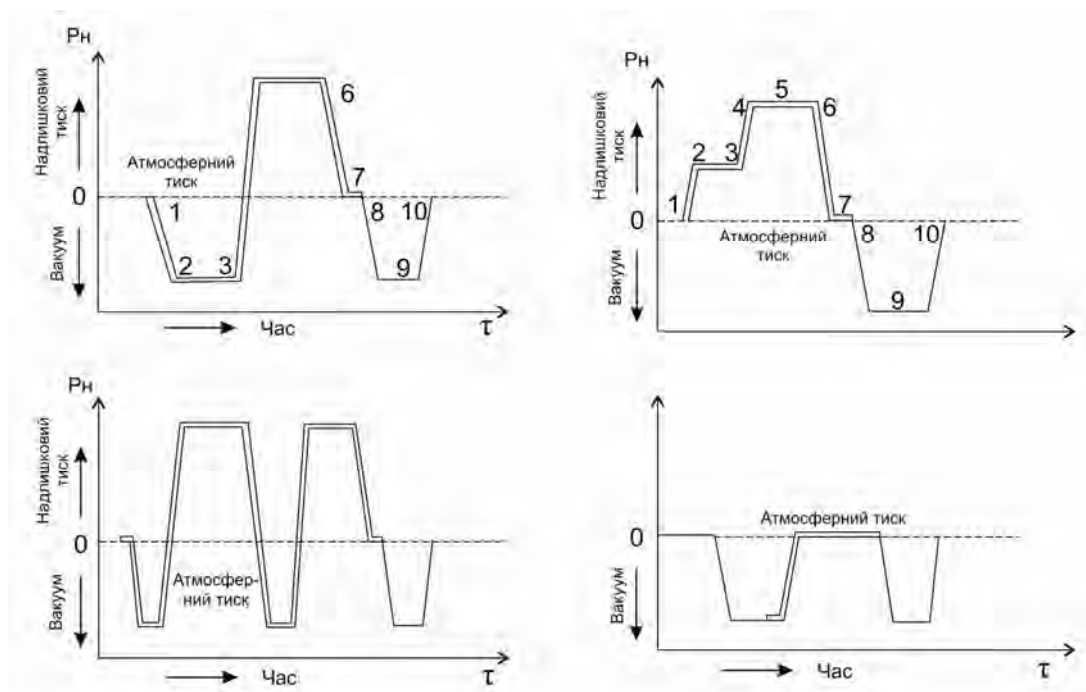 Рн
Надлишковий
тиск
Атмосферний
тиск
0
Вакуум
1
2
3
6
7
8
9
10
Час
τ
Рн
Надлишковий
тиск
0
Вакуум
1
2
3
4
5
6
7
8
9
10
Атмосферний
тиск
Рн
Надлишковий
тиск
0
Вакуум
Атмосфер-
ний тиск
Час
τ
Атмосферний тиск
0
Вакуум
Час
τ